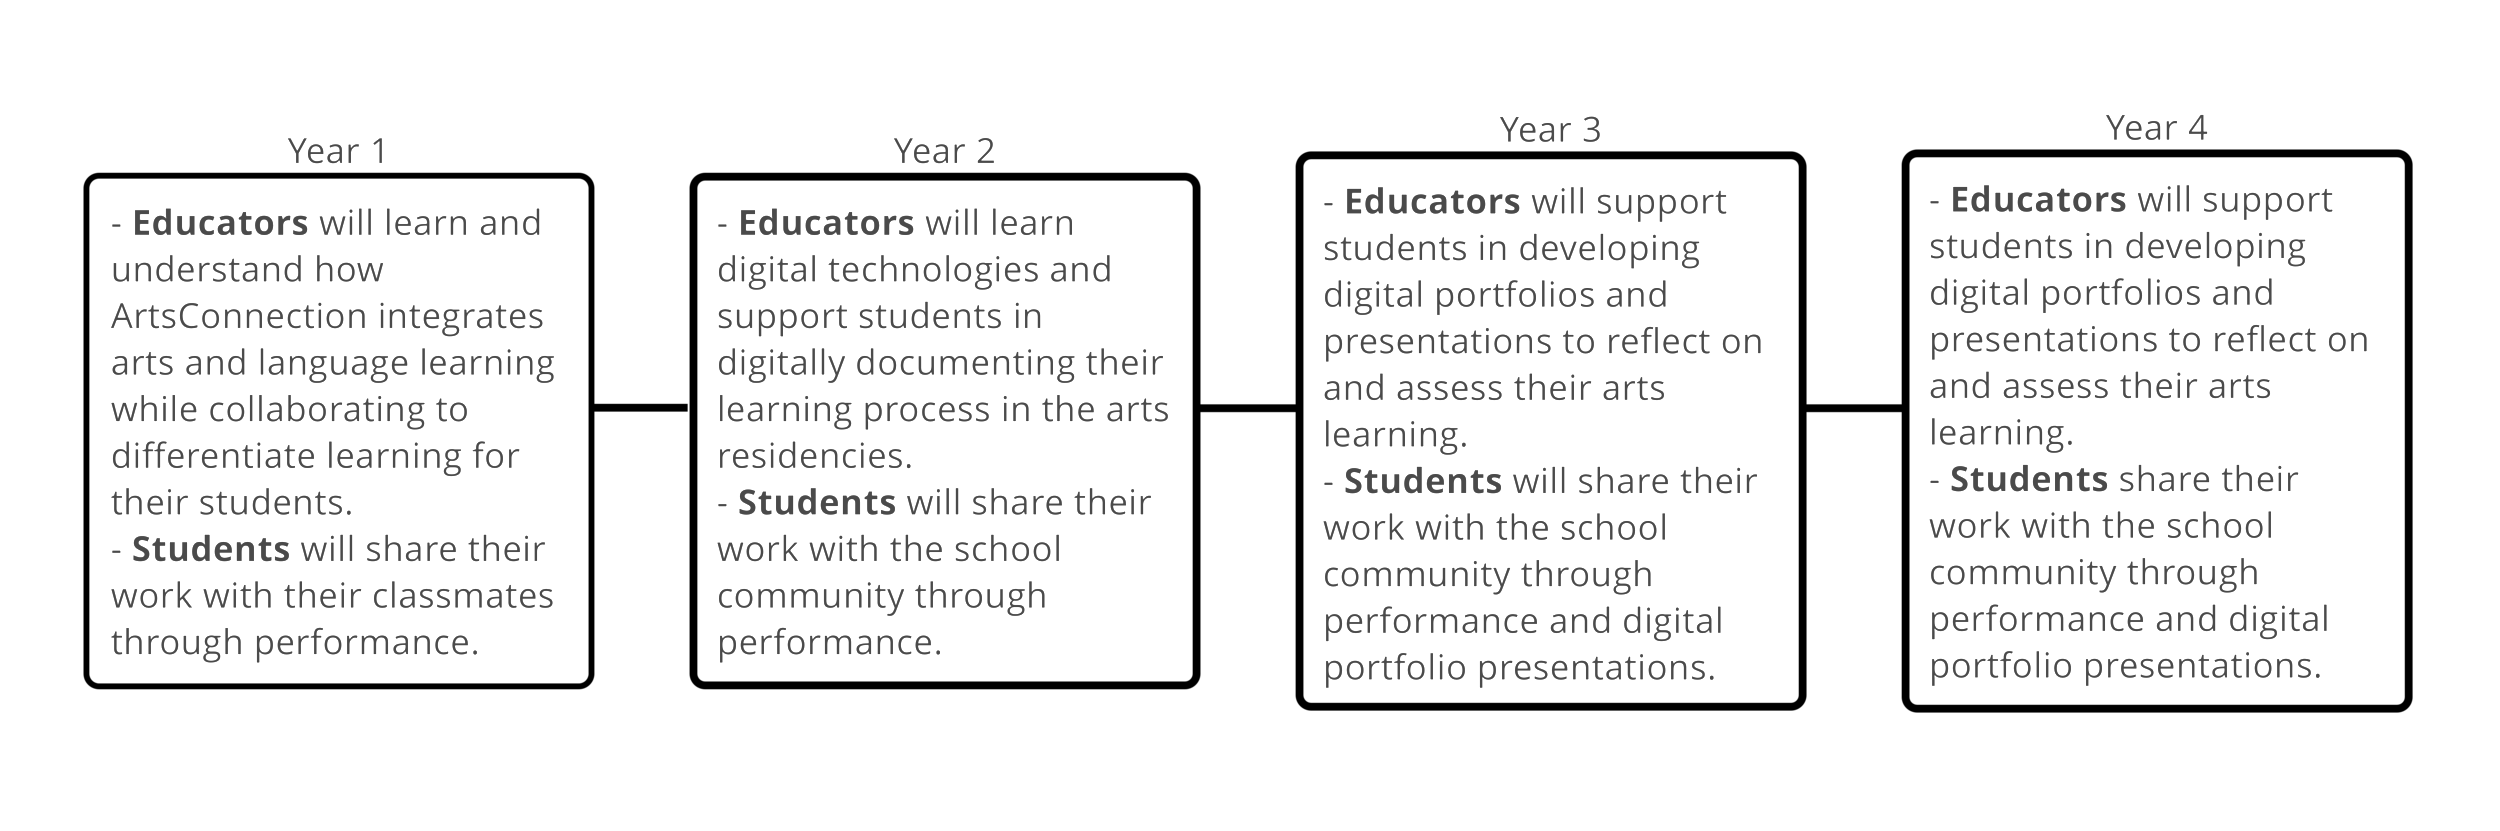 Year 1
- Educators will learn and
understand how
ArtsConnection integrates
arts and language learning
while collaborating to
differentiate learning for
their students.
- Students will share their
work with their classmates
through performance.
Year 2
- Educators will learn
digital technologies and
support students in
digitally documenting their
learning process in the arts
residencies.
- Students will share their
work with the school
community through
performance.
Year 3
- Educators will support
students in developing
digital portfolios and
presentations to reflect on
and assess their arts
learning.
- Students will share their
work with the school
community through
performance and digital
portfolio presentations.
Year 4
- Educators will support
students in developing
digital portfolios and
presentations to reflect on
and assess their arts
learning.
- Students share their
work with the school
community through
performance and digital
portfolio presentations.